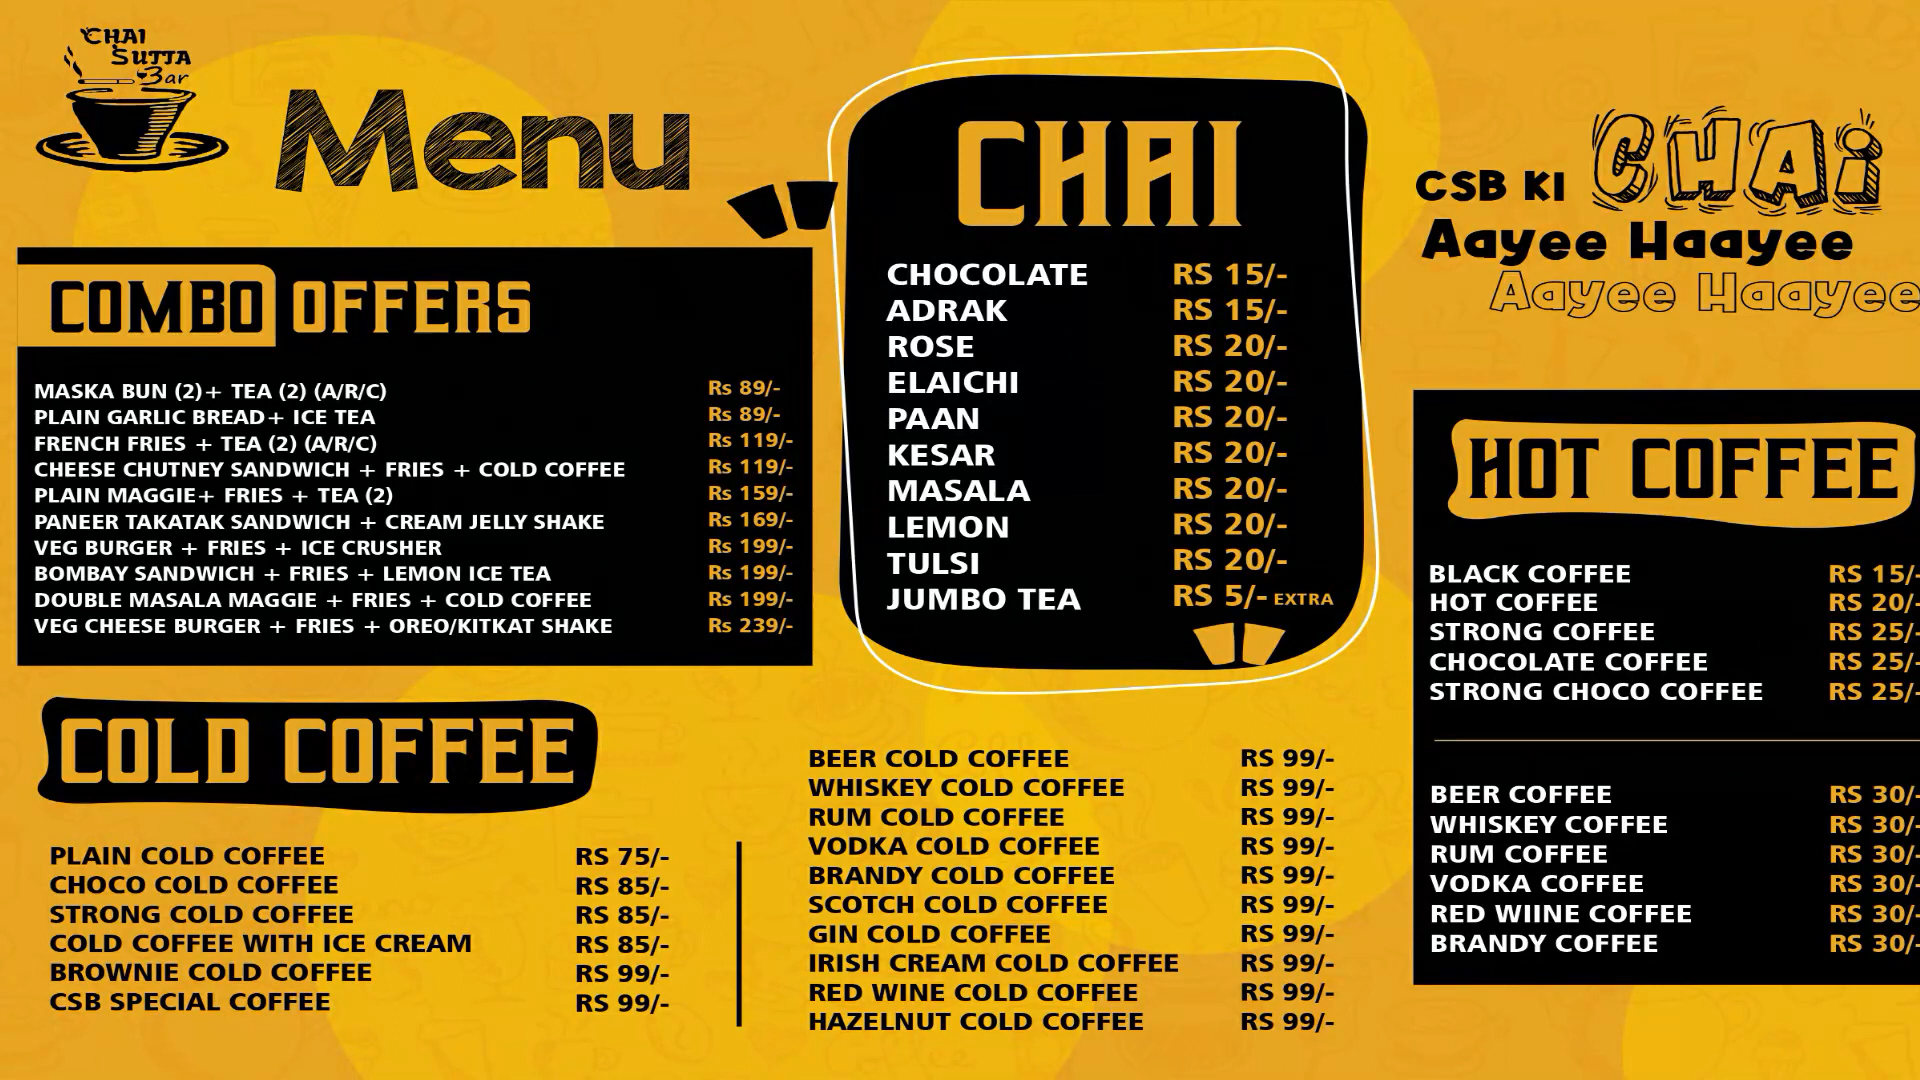 CHAI
SUTTA
Bar
Menu
COMBO OFFERS
MASKA BUN (2)+ TEA (2) (A/R/C) Rs 89/-
PLAIN GARLIC BREAD+ ICE TEA Rs 89/-
FRENCH FRIES + TEA (2) (A/R/C) Rs 119/-
CHEESE CHUTNEY SANDWICH + FRIES + COLD COFFEE Rs 119/-
PLAIN MAGGIE+ FRIES + TEA (2) Rs 159/-
PANEER TAKATAK SANDWICH + CREAM JELLY SHAKE Rs 169/-
VEG BURGER + FRIES + ICE CRUSHER Rs 199/-
BOMBAY SANDWICH + FRIES + LEMON ICE TEA Rs 199/-
DOUBLE MASALA MAGGIE + FRIES + COLD COFFEE Rs 199/-
VEG CHEESE BURGER + FRIES + OREO/KITKAT SHAKE Rs 239/-
CHAI
CHOCOLATE RS 15/-
ADRAK RS 15/-
ROSE RS 20/-
ELAICHI RS 20/-
PAAN RS 20/-
KESAR RS 20/-
MASALA RS 20/-
LEMON RS 20/-
TULSI RS 20/-
JUMBO TEA RS 5/- EXTRA
CSB KI CHAi
Aayee Haayee
Aayee Haayee
HOT COFFEE
BLACK COFFEE RS 15/-
HOT COFFEE RS 20/-
STRONG COFFEE RS 25/-
CHOCOLATE COFFEE RS 25/-
STRONG CHOCO COFFEE RS 25/-
BEER COFFEE RS 30/-
WHISKEY COFFEE RS 30/-
RUM COFFEE RS 30/-
VODKA COFFEE RS 30/-
RED WIINE COFFEE RS 30/-
BRANDY COFFEE RS 30/-
COLD COFFEE
PLAIN COLD COFFEE RS 75/-
CHOCO COLD COFFEE RS 85/-
STRONG COLD COFFEE RS 85/-
COLD COFFEE WITH ICE CREAM RS 85/-
BROWNIE COLD COFFEE RS 99/-
CSB SPECIAL COFFEE RS 99/-
BEER COLD COFFEE RS 99/-
WHISKEY COLD COFFEE RS 99/-
RUM COLD COFFEE RS 99/-
VODKA COLD COFFEE RS 99/-
BRANDY COLD COFFEE RS 99/-
SCOTCH COLD COFFEE RS 99/-
GIN COLD COFFEE RS 99/-
IRISH CREAM COLD COFFEE RS 99/-
RED WINE COLD COFFEE RS 99/-
HAZELNUT COLD COFFEE RS 99/-